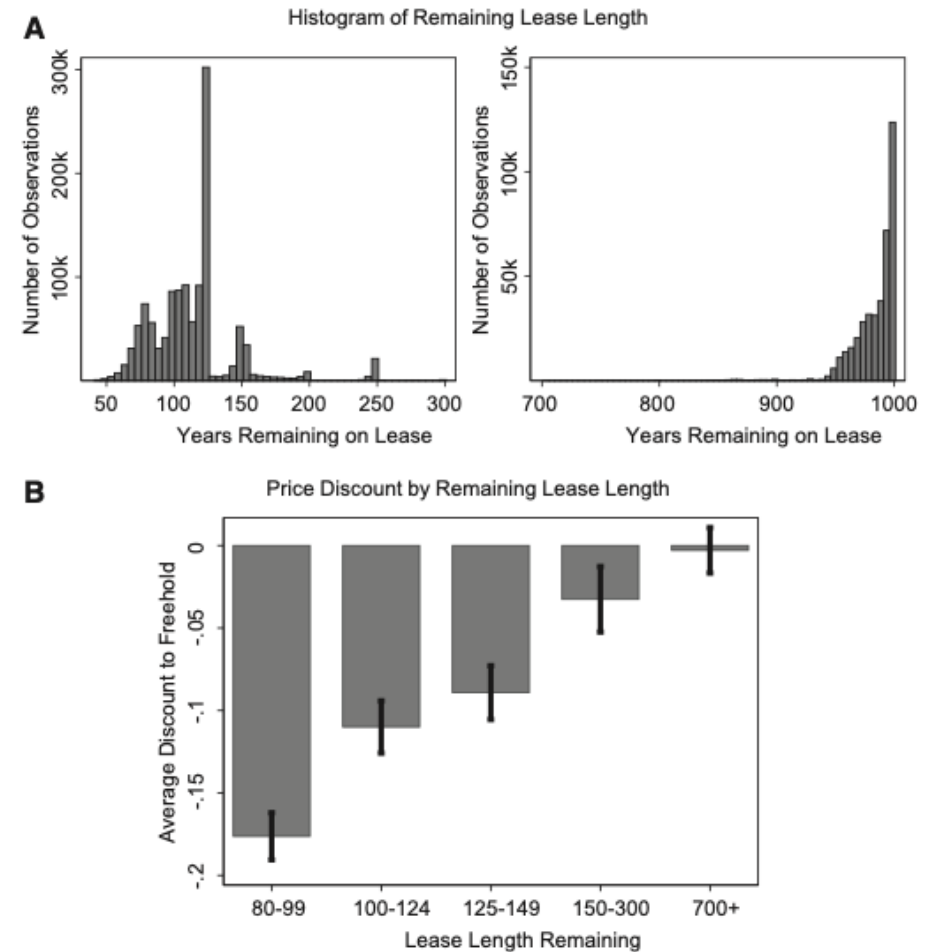 A
Histogram of Remaining Lease Length
Number of Observations
300k
200k
100k
50 100 150 200 250 300
Years Remaining on Lease
Number of Observations
150k
100k
50k
700 800 900 1000
Years Remaining on Lease
B
Price Discount by Remaining Lease Length
Average Discount to Freehold
0
-.05
-.1
-.15
-.2
80-99 100-124 125-149 150-300 700+
Lease Length Remaining